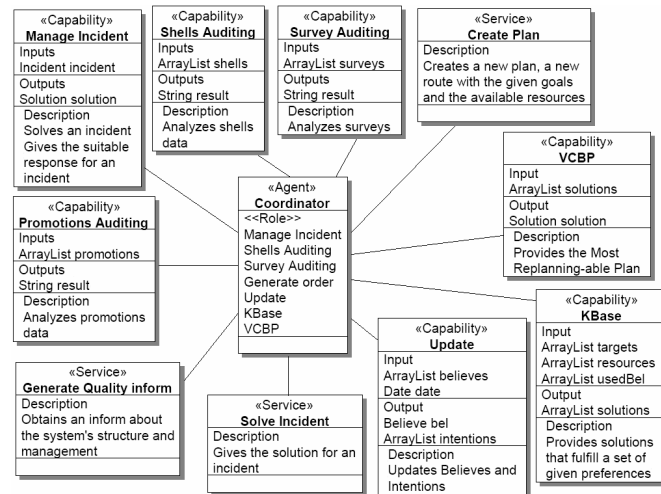 «Capability»
Manage Incident
Inputs
Incident incident
Outputs
Solution solution
Description
Solves an incident
Gives the suitable
response for an
incident
«Capability»
Shells Auditing
Inputs
ArrayList shells
Outputs
String result
Description
Analyzes shells
data
«Capability»
Survey Auditing
Inputs
ArrayList surveys
Outputs
String result
Description
Analyzes surveys
«Service»
Create Plan
Description
Creates a new plan, a new
route with the given goals
and the available resources
«Capability»
VCBP
Input
ArrayList solutions
Output
Solution solution
Description
Provides the Most
Replanning-able Plan
«Agent»
Coordinator
<<Role>>
Manage Incident
Shells Auditing
Survey Auditing
Generate order
Update
KBase
VCBP
«Capability»
Promotions Auditing
Inputs
ArrayList promotions
Outputs
String result
Description
Analyzes promotions
data
«Capability»
KBase
Input
ArrayList targets
ArrayList resources
ArrayList usedBel
Output
ArrayList solutions
Description
Provides solutions
that fulfill a set of
given preferences
«Capability»
Update
Input
ArrayList believes
Date date
Output
Believe bel
ArrayList intentions
Description
Updates Believes and
Intentions
«Service»
Generate Quality inform
Description
Obtains an inform about
the system's structure and
management
«Service»
Solve Incident
Description
Gives the solution for an
incident